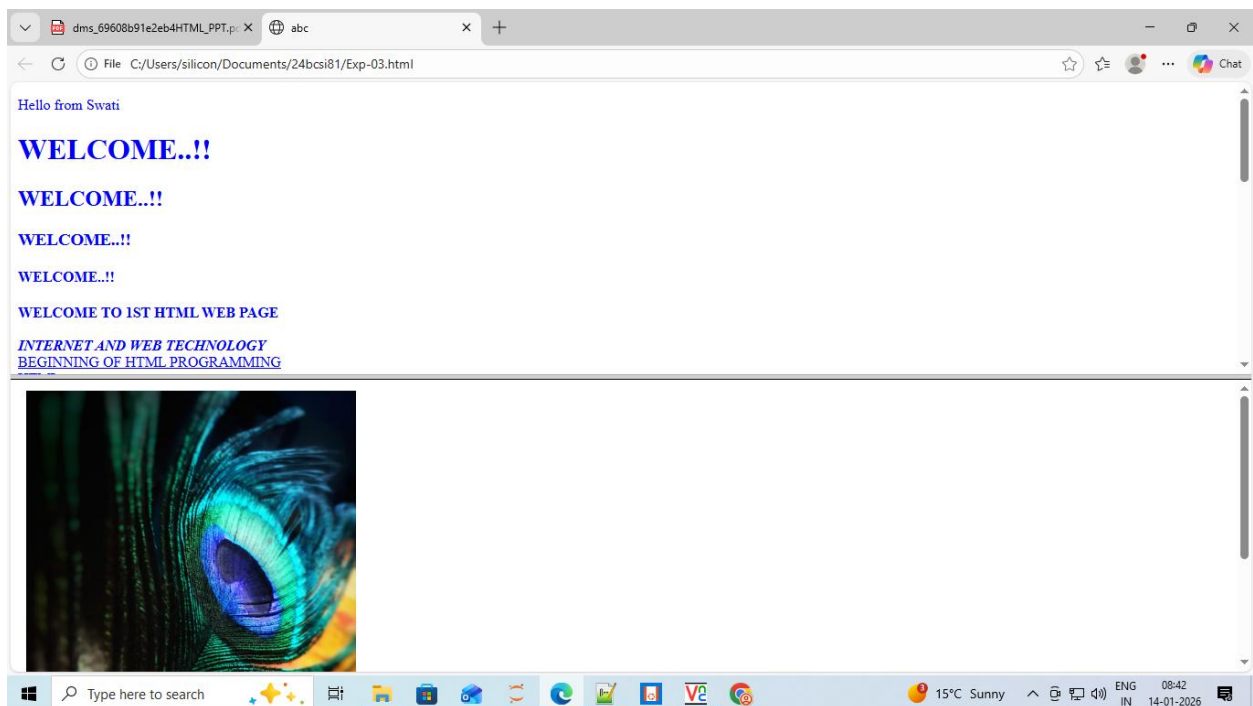 dms_69608b91e2eb4HTML_PPT.p
abc
File C:/Users/silicon/Documents/24bcsi81/Exp-03.html
Chat
Hello from Swati
WELCOME..!!
WELCOME..!!
WELCOME..!!
WELCOME..!!
WELCOME TO 1ST HTML WEB PAGE
INTERNET AND WEB TECHNOLOGY
BEGINNING OF HTML PROGRAMMING
Type here to search
15°C Sunny
ENG
IN
08:42
14-01-2026